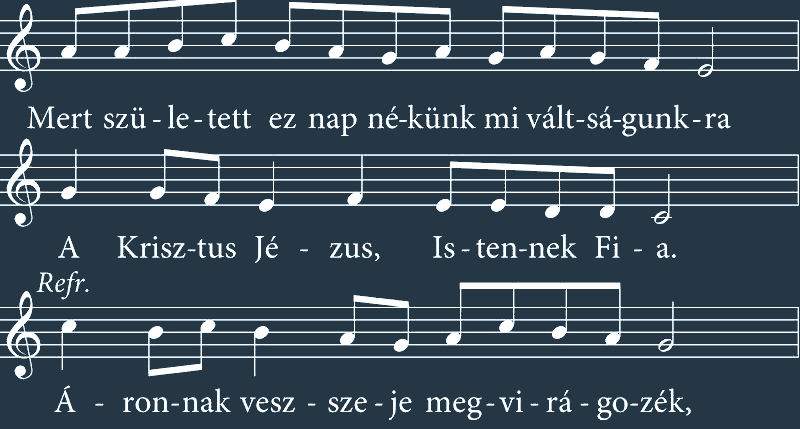 Mert szü - le - tett ez nap né-künk mi vált-sá-gunk-ra
A Krisz-tus Jé - zus, Is - ten-nek Fi - a.
Refr.
Á - ron-nak vesz - sze - je meg - vi - rá - go-zék,